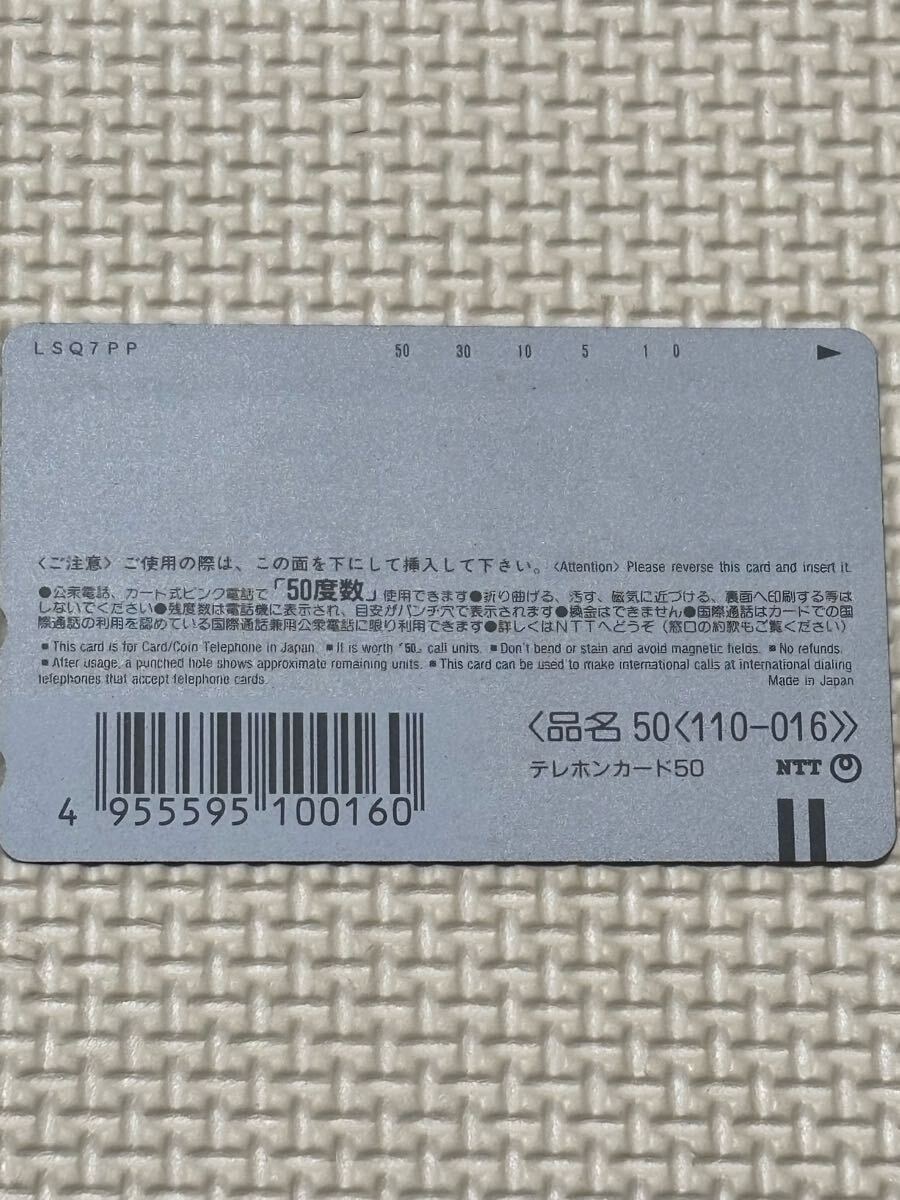 LSQ7PP 50 30 10 5 1 0
〈ご注意〉ご使用の際は、この面を下にして挿入して下さい。〈Attention〉Please reverse this card and insert it.
●公衆電話、カード式ピンク電話で「50度数」使用できます●折り曲げる、汚す、磁気に近づける、裏面へ印刷する等は
しないでください●残度数は電話機に表示され、目安がパンチ穴で表示されます●換金はできません●国際通話はカードでの国
際通話の利用を認めている国際通話兼用公衆電話に限り利用できます●詳しくはNTTへどうぞ（窓口の約款もご覧ください）
■ This card is for Card/Coin Telephone in Japan. ■ It is worth「50」call units. ■ Don't bend or stain and avoid magnetic fields. ■ No refunds.
■ After usage, a punched hole shows approximate remaining units. ■ This card can be used to make international calls at international dialing
telephones that accept telephone cards. Made in Japan
〈品名 50〈110-016〉〉
テレホンカード50 NTT
4 955595 100160